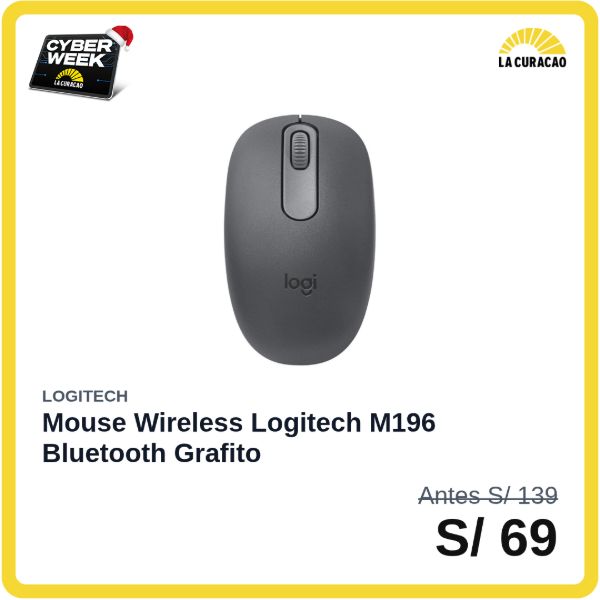 CYBER
WEEK
LA CURACAO
LA CURACAO
logi
LOGITECH
Mouse Wireless Logitech M196
Bluetooth Grafito
Antes S/ 139
S/ 69